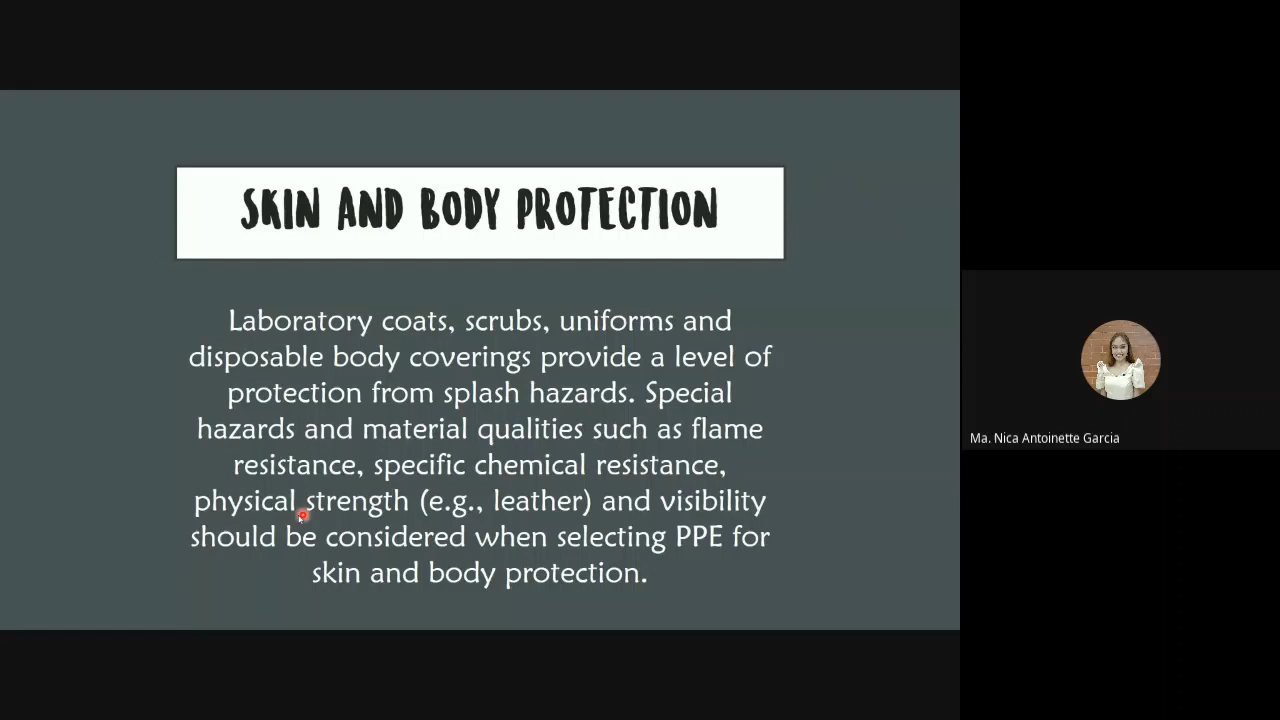 SKIN AND BODY PROTECTION
Laboratory coats, scrubs, uniforms and
disposable body coverings provide a level of
protection from splash hazards. Special
hazards and material qualities such as flame
resistance, specific chemical resistance,
physical strength (e.g., leather) and visibility
should be considered when selecting PPE for
skin and body protection.
Ma. Nica Antoinette Garcia